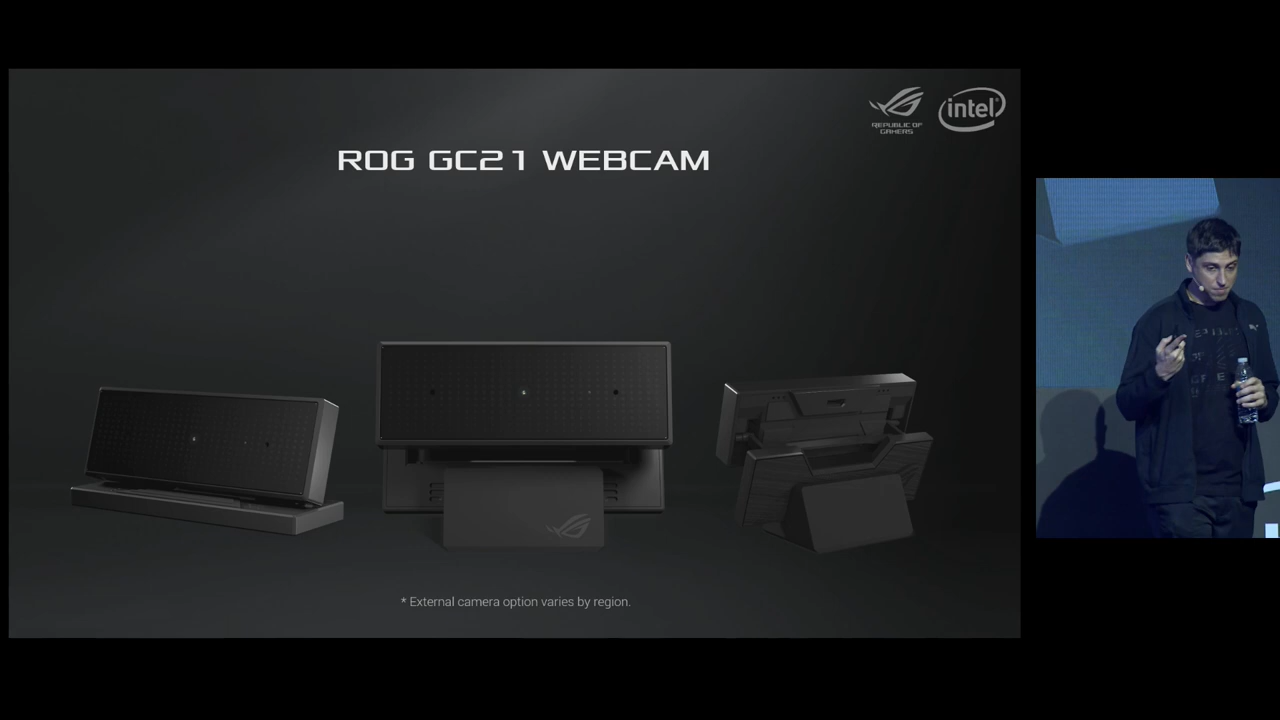 REPUBLIC OF
GAMERS
intel
ROG GC21 WEBCAM
* External camera option varies by region.